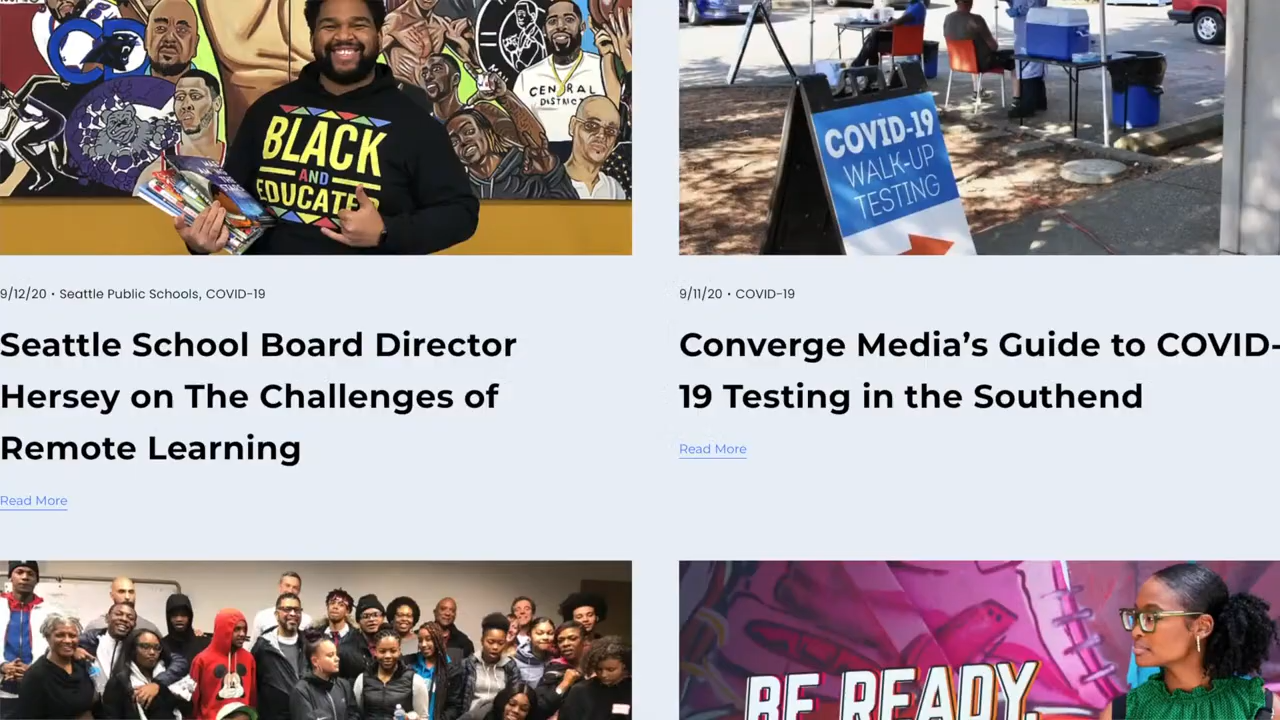 CENTRAL
DISTRICT
BLACK
AND
EDUCATED
COVID-19
WALK-UP
TESTING
9/12/20 • Seattle Public Schools, COVID-19
Seattle School Board Director
Hersey on The Challenges of
Remote Learning
Read More
9/11/20 • COVID-19
Converge Media’s Guide to COVID-
19 Testing in the Southend
Read More
BE READY.